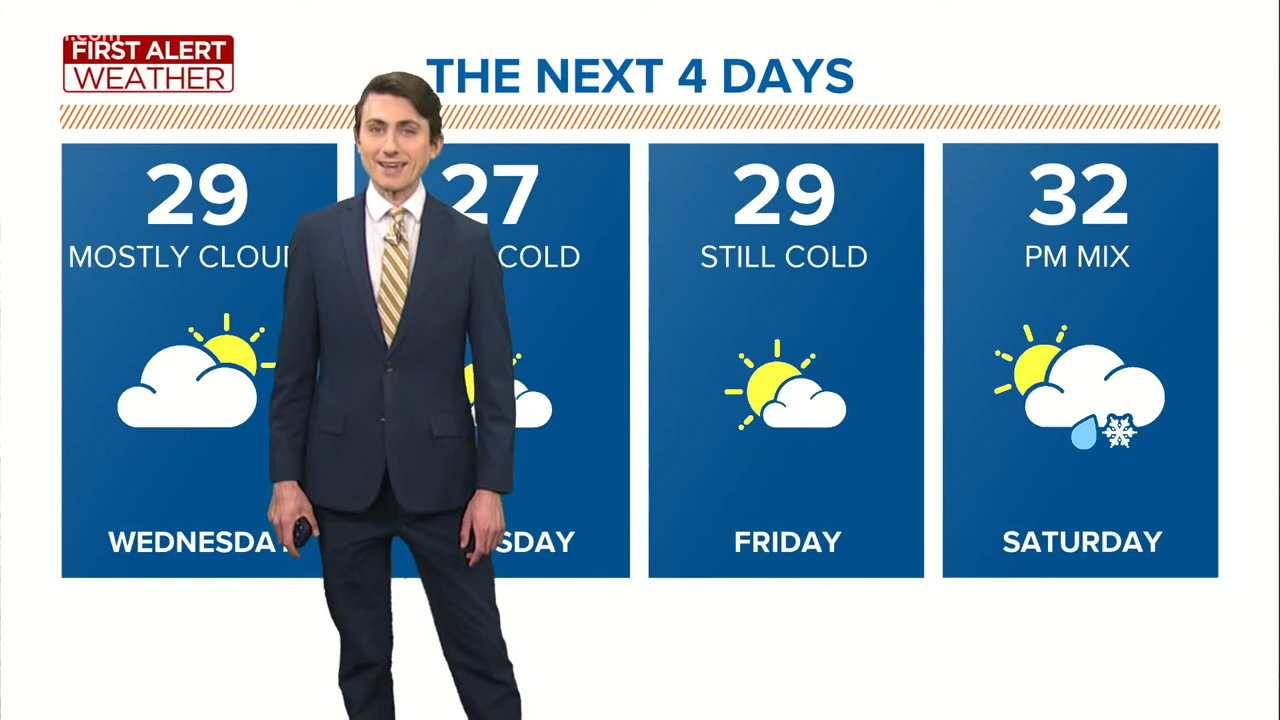 FIRST ALERT
WEATHER
THE NEXT 4 DAYS
29
MOSTLY CLOU
WEDNESDAY
27
COLD
SDAY
29
STILL COLD
FRIDAY
32
PM MIX
SATURDAY